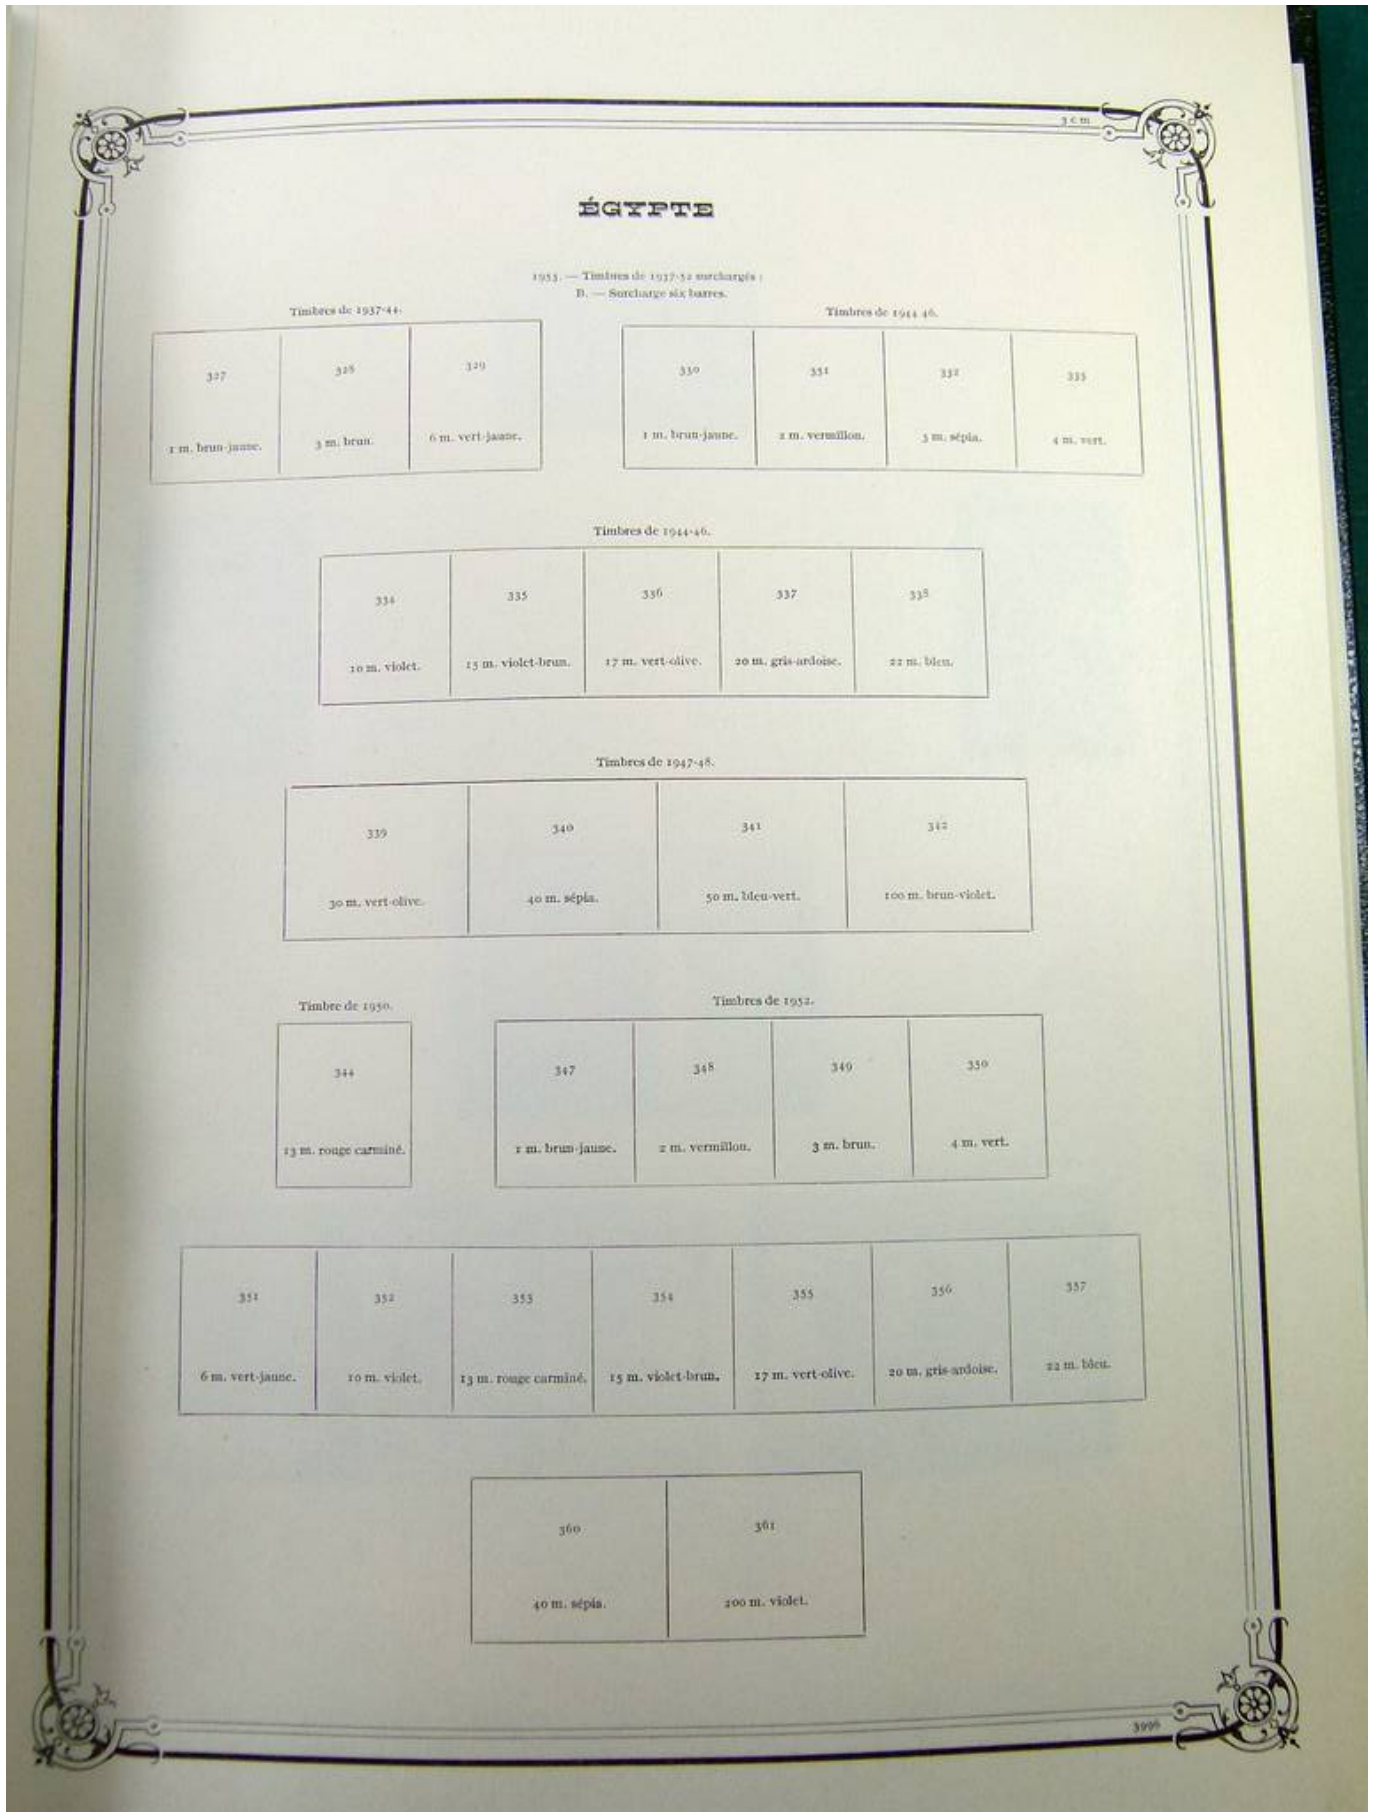 3 c m
ÉGYPTE
1953. — Timbres de 1937-52 surchargés :
B. — Surcharge six barres.
Timbres de 1937-44.
Timbres de 1944-46.
327 328 329 330 331 332 333
1 m. brun-jaune. 3 m. brun. 6 m. vert-jaune. 1 m. brun-jaune. 2 m. vermillon. 3 m. sépia. 4 m. vert.
Timbres de 1944-46.
334 335 336 337 338
10 m. violet. 15 m. violet-brun. 17 m. vert-olive. 20 m. gris-ardoise. 22 m. bleu.
Timbres de 1947-48.
339 340 341 342
30 m. vert-olive. 40 m. sépia. 50 m. bleu-vert. 100 m. brun-violet.
Timbre de 1950.
Timbres de 1952.
344 347 348 349 350
13 m. rouge carminé. 1 m. brun-jaune. 2 m. vermillon. 3 m. brun. 4 m. vert.
351 352 353 354 355 356 357
6 m. vert-jaune. 10 m. violet. 13 m. rouge carminé. 15 m. violet-brun. 17 m. vert-olive. 20 m. gris-ardoise. 22 m. bleu.
360 361
40 m. sépia. 200 m. violet.
3996